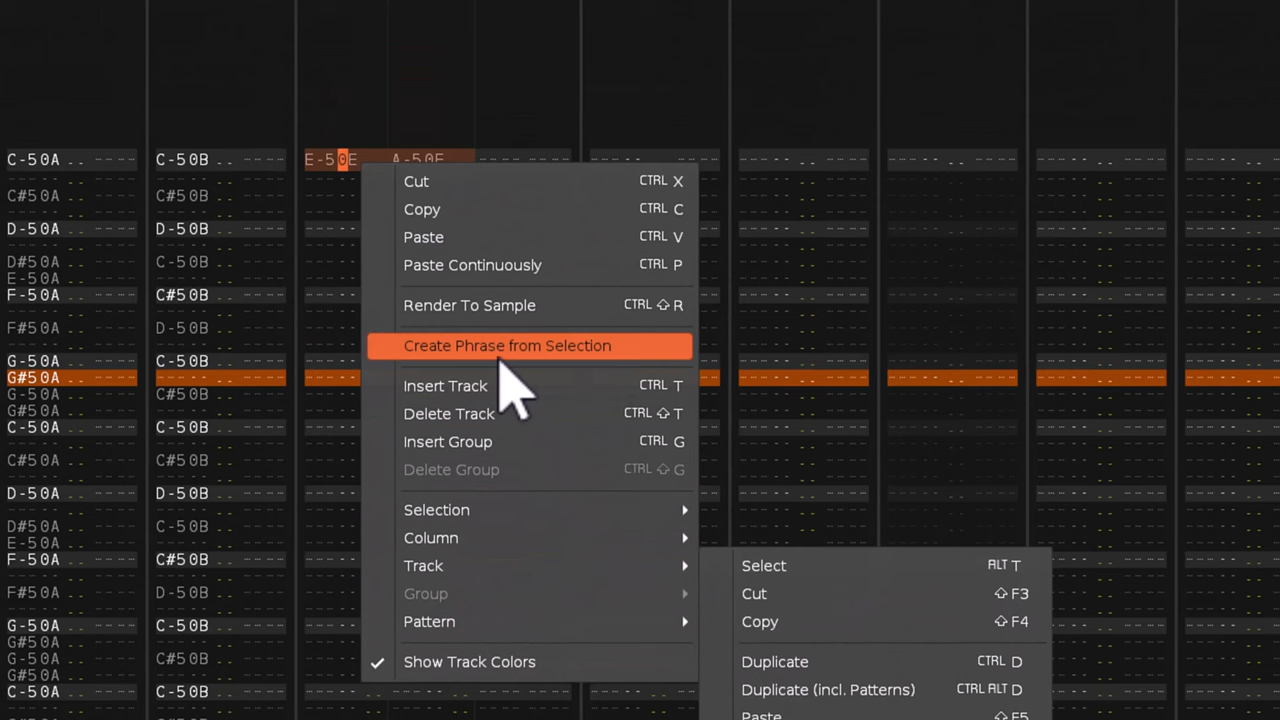 C-50A .. C-50B .. E-50E A-50E
C#50A .. C#50B ..
D-50A .. D-50B ..
D#50A .. C-50B ..
E-50A ..
F-50A .. C#50B ..
F#50A .. D-50B ..
G-50A .. C-50B ..
G#50A ..
G-50A .. C#50B ..
G#50A ..
C-50A .. C-50B ..
C#50A .. C#50B ..
D-50A .. D-50B ..
D#50A .. C-50B ..
E-50A ..
F-50A .. C#50B ..
F#50A .. D-50B ..
G-50A .. C-50B ..
G#50A ..
G-50A .. C#50B ..
G#50A ..
C-50A .. C-50B ..
Cut CTRL X
Copy CTRL C
Paste CTRL V
Paste Continuously CTRL P
Render To Sample CTRL ⇧ R
Create Phrase from Selection
Insert Track CTRL T
Delete Track CTRL ⇧ T
Insert Group CTRL G
Delete Group CTRL ⇧ G
Selection
Column
Track
Group
Pattern
Show Track Colors
Select ALT T
Cut ⇧ F3
Copy ⇧ F4
Duplicate CTRL D
Duplicate (incl. Patterns) CTRL ALT D
Paste ⇧ F5